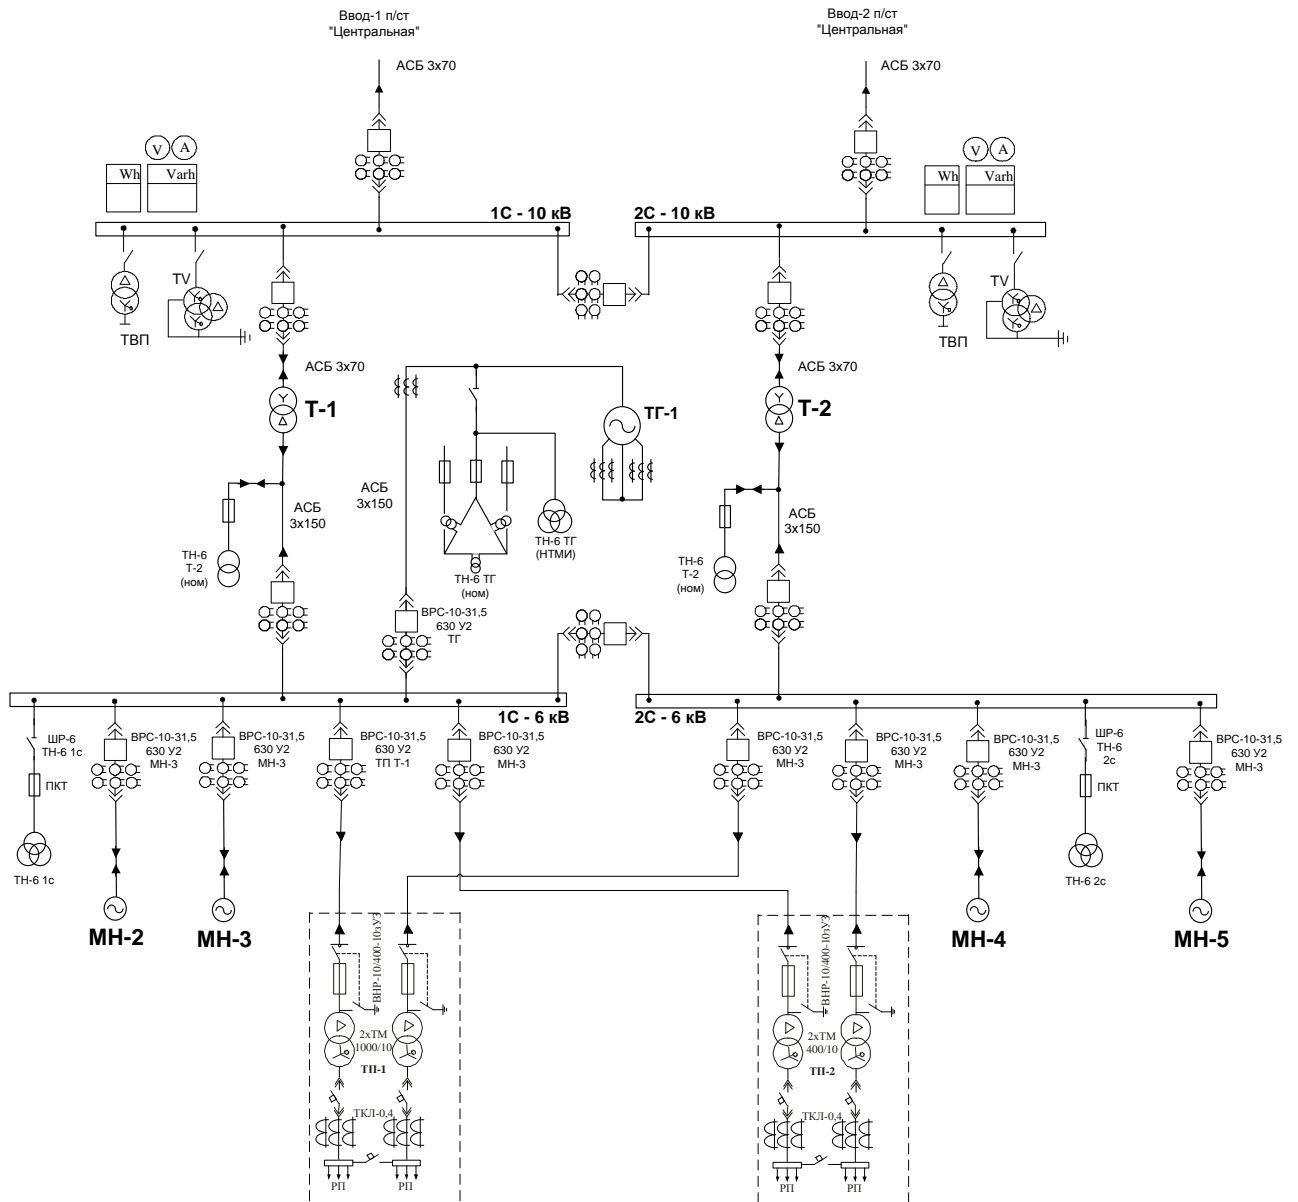 Ввод-1 п/ст
"Центральная"
Ввод-2 п/ст
"Центральная"
АСБ 3х70
АСБ 3х70
V
A
Wh
Varh
V
A
Wh
Varh
1С - 10 кВ
2С - 10 кВ
TV
ТВП
TV
ТВП
АСБ 3х70
АСБ 3х70
Т-1
ТГ-1
Т-2
АСБ
3х150
АСБ
3х150
АСБ
3х150
ТН-6
Т-2
(ном)
ТН-6 ТГ
(НТМИ)
ТН-6 ТГ
(ном)
ТН-6
Т-2
(ном)
ВРС-10-31,5
630 У2
ТГ
1С - 6 кВ
2С - 6 кВ
ШР-6
ТН-6 1с
ПКТ
ТН-6 1с
ВРС-10-31,5
630 У2
МН-3
ВРС-10-31,5
630 У2
МН-3
ВРС-10-31,5
630 У2
ТП Т-1
ВРС-10-31,5
630 У2
МН-3
ВРС-10-31,5
630 У2
МН-3
ВРС-10-31,5
630 У2
МН-3
ВРС-10-31,5
630 У2
МН-3
ШР-6
ТН-6
2с
ПКТ
ТН-6 2с
ВРС-10-31,5
630 У2
МН-3
МН-2
МН-3
МН-4
МН-5
ВНР-10/400-10зУ3
2хТМ
1000/10
ТП-1
ТКЛ-0,4
РП
РП
ВНР-10/400-10зУ3
2хТМ
400/10
ТП-2
ТКЛ-0,4
РП
РП